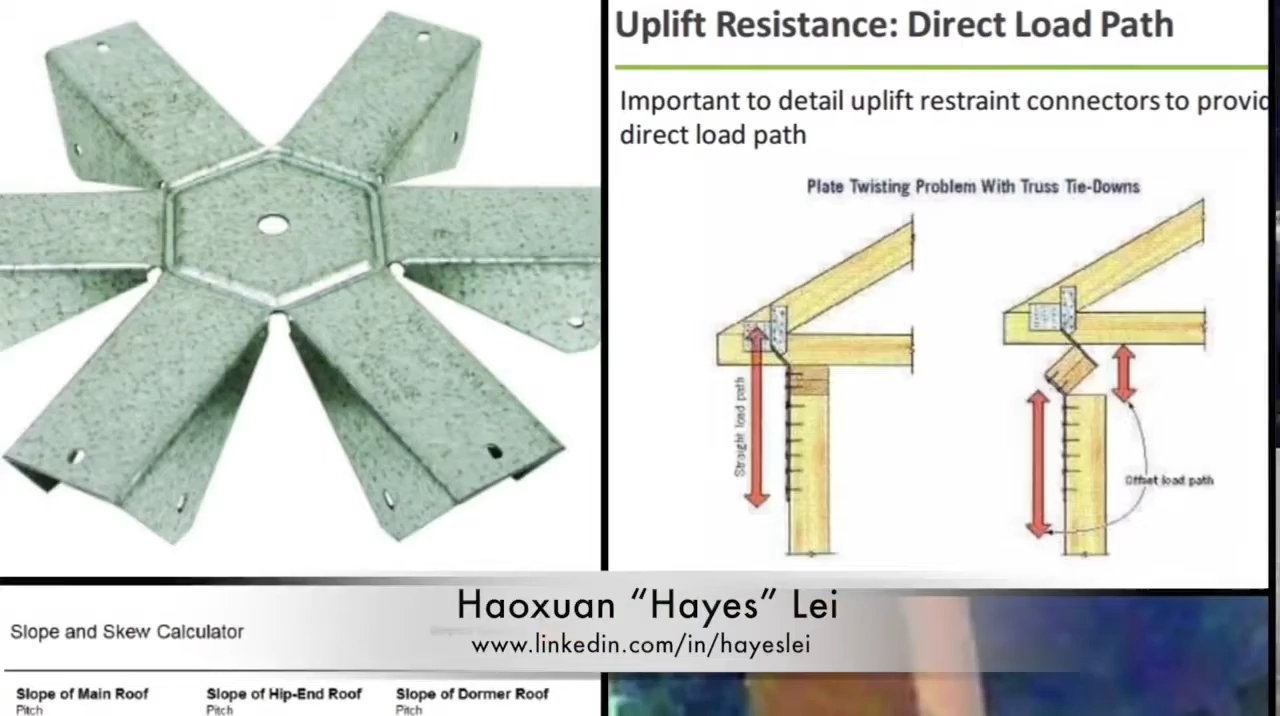 Uplift Resistance: Direct Load Path
Important to detail uplift restraint connectors to provid
direct load path
Plate Twisting Problem With Truss Tie-Downs
Straight load path
Offset load path
Haoxuan “Hayes” Lei
www.linkedin.com/in/hayeslei
Slope and Skew Calculator
Slope of Main Roof
Pitch
Slope of Hip-End Roof
Pitch
Slope of Dormer Roof
Pitch